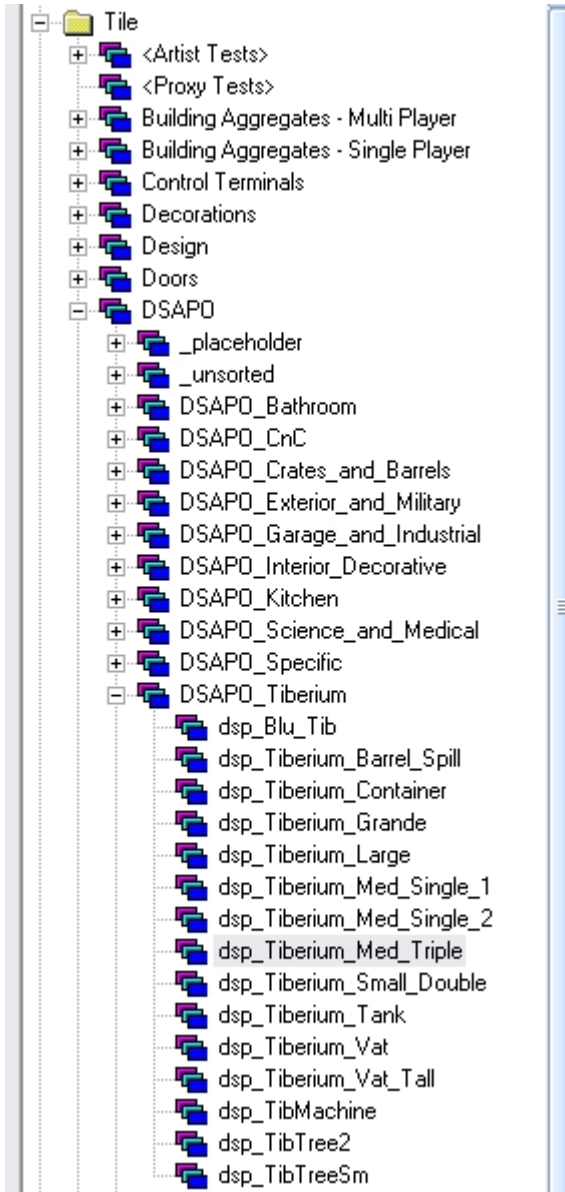 Tile
<Artist Tests>
<Proxy Tests>
Building Aggregates - Multi Player
Building Aggregates - Single Player
Control Terminals
Decorations
Design
Doors
DSAPO
_placeholder
_unsorted
DSAPO_Bathroom
DSAPO_CnC
DSAPO_Crates_and_Barrels
DSAPO_Exterior_and_Military
DSAPO_Garage_and_Industrial
DSAPO_Interior_Decorative
DSAPO_Kitchen
DSAPO_Science_and_Medical
DSAPO_Specific
DSAPO_Tiberium
dsp_Blu_Tib
dsp_Tiberium_Barrel_Spill
dsp_Tiberium_Container
dsp_Tiberium_Grande
dsp_Tiberium_Large
dsp_Tiberium_Med_Single_1
dsp_Tiberium_Med_Single_2
dsp_Tiberium_Med_Triple
dsp_Tiberium_Small_Double
dsp_Tiberium_Tank
dsp_Tiberium_Vat
dsp_Tiberium_Vat_Tall
dsp_TibMachine
dsp_TibTree2
dsp_TibTreeSm